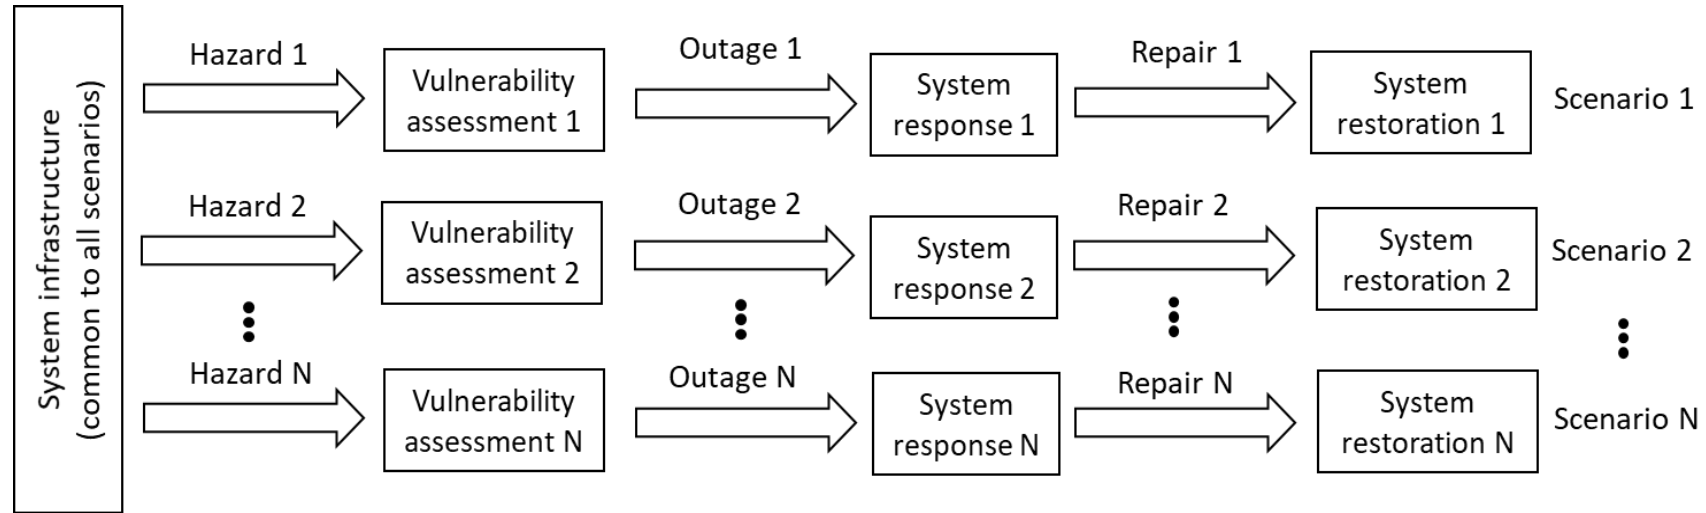 System infrastructure
(common to all scenarios)
Hazard 1
Vulnerability
assessment 1
Outage 1
System
response 1
Repair 1
System
restoration 1
Scenario 1
Hazard 2
Vulnerability
assessment 2
Outage 2
System
response 2
Repair 2
System
restoration 2
Scenario 2
Hazard N
Vulnerability
assessment N
Outage N
System
response N
Repair N
System
restoration N
Scenario N